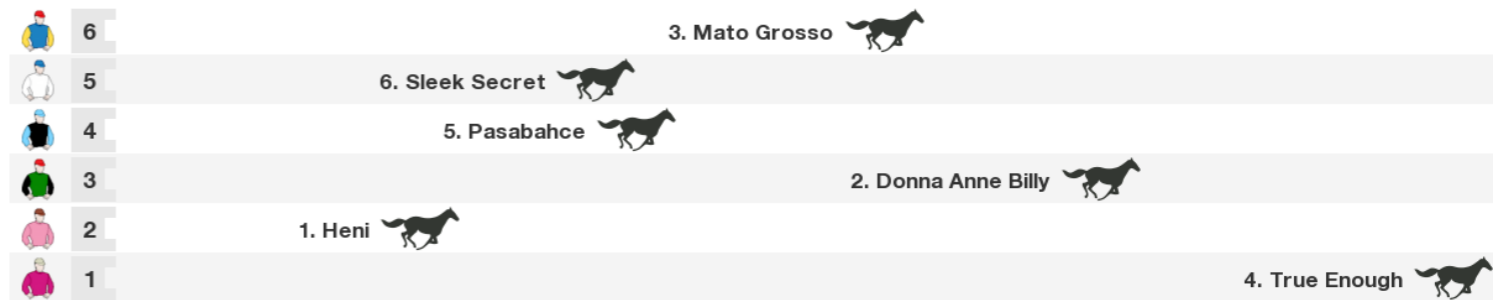 6 3. Mato Grosso
5 6. Sleek Secret
4 5. Pasabahce
3 2. Donna Anne Billy
2 1. Heni
1 4. True Enough